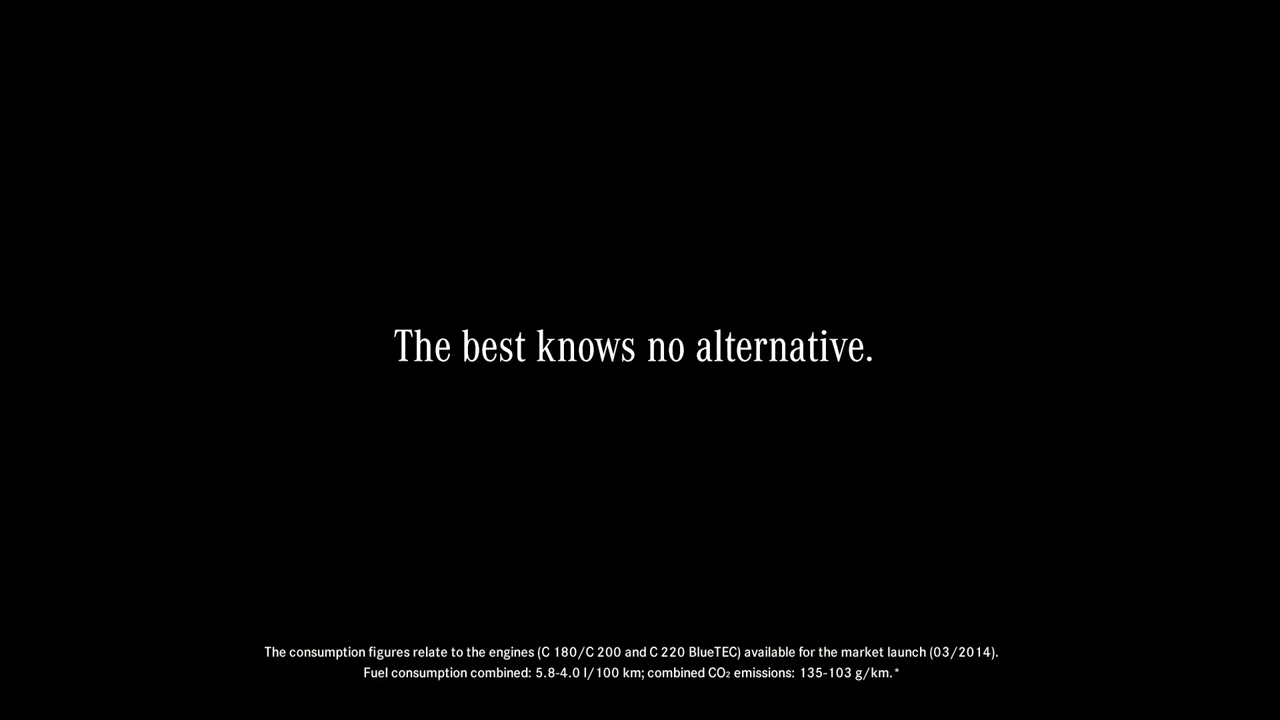 The best knows no alternative.
The consumption figures relate to the engines (C 180/C 200 and C 220 BlueTEC) available for the market launch (03/2014).
Fuel consumption combined: 5.8-4.0 l/100 km; combined CO₂ emissions: 135-103 g/km.*